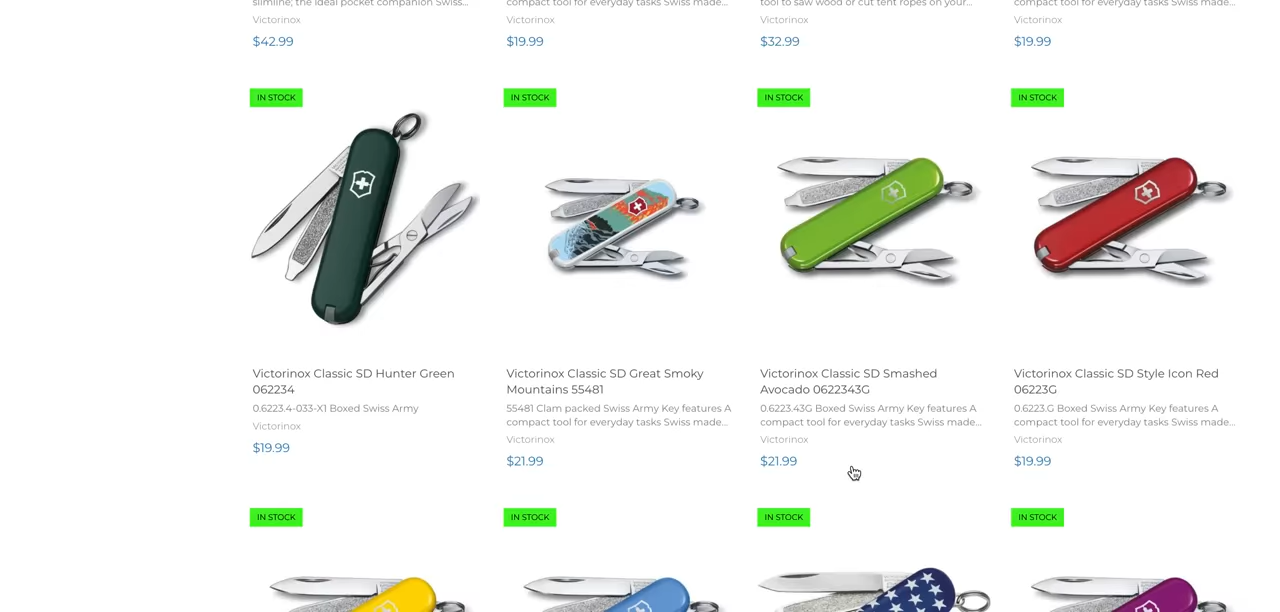 slimline; the ideal pocket companion Swiss...
compact tool for everyday tasks Swiss made...
tool to saw wood or cut tent ropes on your...
compact tool for everyday tasks Swiss made...
Victorinox
Victorinox
Victorinox
Victorinox
$42.99
$19.99
$32.99
$19.99
IN STOCK
IN STOCK
IN STOCK
IN STOCK
Victorinox Classic SD Hunter Green
062234
0.6223.4-033-X1 Boxed Swiss Army
Victorinox
$19.99
Victorinox Classic SD Great Smoky
Mountains 55481
55481 Clam packed Swiss Army Key features A
compact tool for everyday tasks Swiss made...
Victorinox
$21.99
Victorinox Classic SD Smashed
Avocado 0622343G
0.6223.43G Boxed Swiss Army Key features A
compact tool for everyday tasks Swiss made...
Victorinox
$21.99
Victorinox Classic SD Style Icon Red
06223G
0.6223.G Boxed Swiss Army Key features A
compact tool for everyday tasks Swiss made...
Victorinox
$19.99
IN STOCK
IN STOCK
IN STOCK
IN STOCK